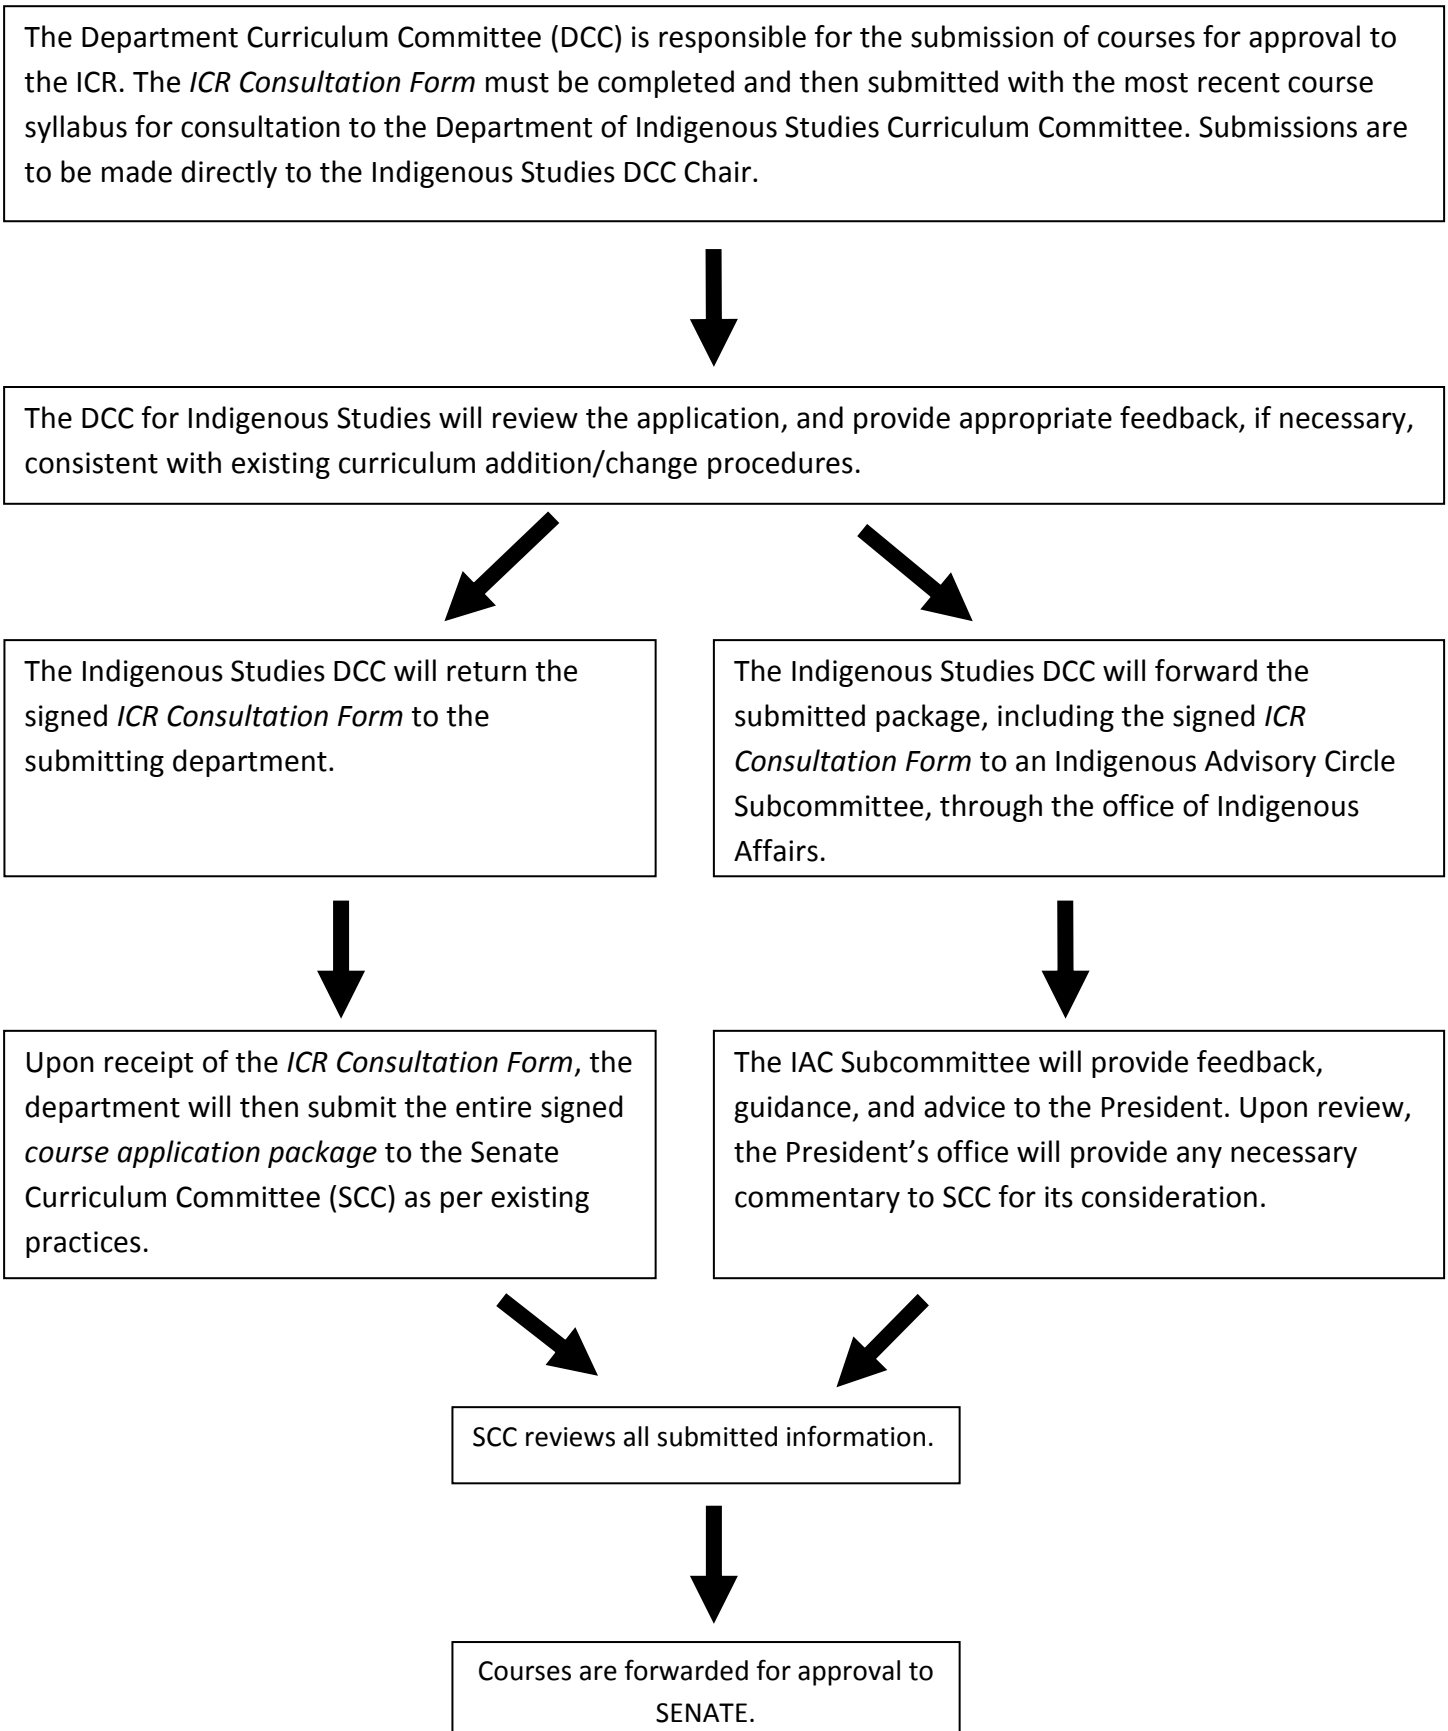 The Department Curriculum Committee (DCC) is responsible for the submission of courses for approval to
the ICR. The ICR Consultation Form must be completed and then submitted with the most recent course
syllabus for consultation to the Department of Indigenous Studies Curriculum Committee. Submissions are
to be made directly to the Indigenous Studies DCC Chair.
The DCC for Indigenous Studies will review the application, and provide appropriate feedback, if necessary,
consistent with existing curriculum addition/change procedures.
The Indigenous Studies DCC will return the
signed ICR Consultation Form to the
submitting department.
The Indigenous Studies DCC will forward the
submitted package, including the signed ICR
Consultation Form to an Indigenous Advisory Circle
Subcommittee, through the office of Indigenous
Affairs.
Upon receipt of the ICR Consultation Form, the
department will then submit the entire signed
course application package to the Senate
Curriculum Committee (SCC) as per existing
practices.
The IAC Subcommittee will provide feedback,
guidance, and advice to the President. Upon review,
the President’s office will provide any necessary
commentary to SCC for its consideration.
SCC reviews all submitted information.
Courses are forwarded for approval to
SENATE.